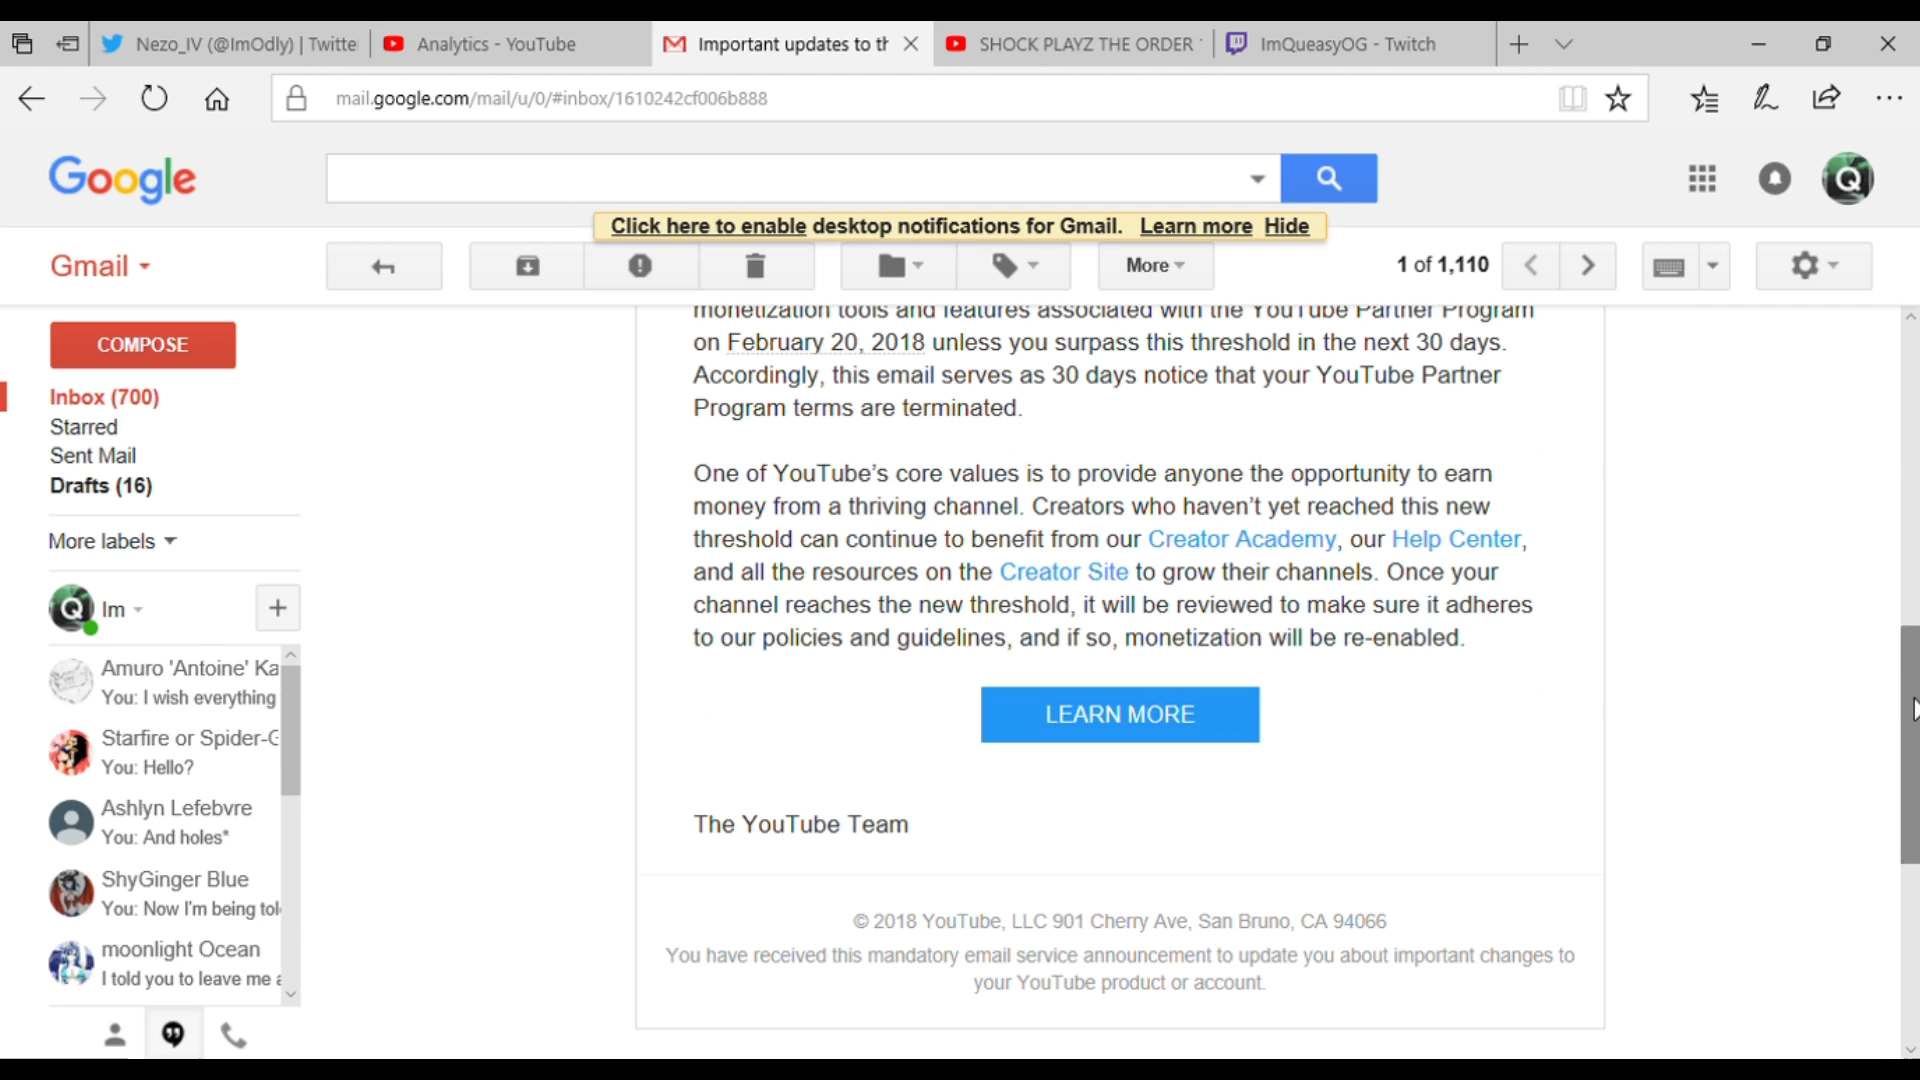 Nezo_IV (@ImOdly) | Twitte
Analytics - YouTube
Important updates to th
SHOCK PLAYZ THE ORDER
ImQueasyOG - Twitch
mail.google.com/mail/u/0/#inbox/1610242cf006b888
Google
Q
Click here to enable desktop notifications for Gmail. Learn more Hide
Gmail
More
1 of 1,110
COMPOSE
Inbox (700)
Starred
Sent Mail
Drafts (16)
More labels
Q
Im
Amuro 'Antoine' Ka
You: I wish everything
Starfire or Spider-G
You: Hello?
Ashlyn Lefebvre
You: And holes*
ShyGinger Blue
You: Now I'm being tol
moonlight Ocean
I told you to leave me a
monetization tools and features associated with the YouTube Partner Program
on February 20, 2018 unless you surpass this threshold in the next 30 days.
Accordingly, this email serves as 30 days notice that your YouTube Partner
Program terms are terminated.
One of YouTube’s core values is to provide anyone the opportunity to earn
money from a thriving channel. Creators who haven’t yet reached this new
threshold can continue to benefit from our Creator Academy, our Help Center,
and all the resources on the Creator Site to grow their channels. Once your
channel reaches the new threshold, it will be reviewed to make sure it adheres
to our policies and guidelines, and if so, monetization will be re-enabled.
LEARN MORE
The YouTube Team
© 2018 YouTube, LLC 901 Cherry Ave, San Bruno, CA 94066
You have received this mandatory email service announcement to update you about important changes to
your YouTube product or account.